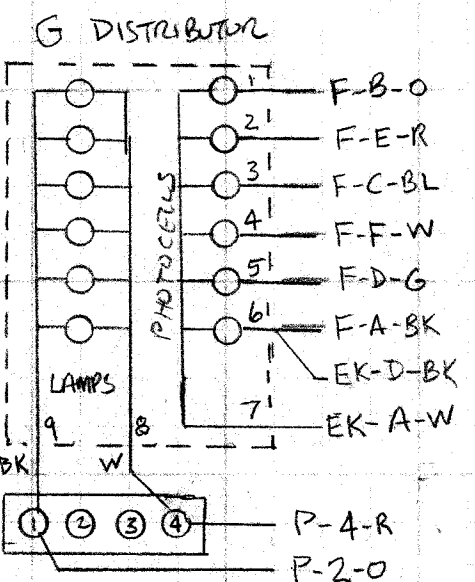 G DISTRIBUTOR
1 F-B-O
2 F-E-R
3 F-C-BL
4 F-F-W
5 F-D-G
6 F-A-BK
PHOTOCELLS
EK-D-BK
LAMPS
7 EK-A-W
9 8
BK W
1 2 3 4 P-4-R
P-2-O